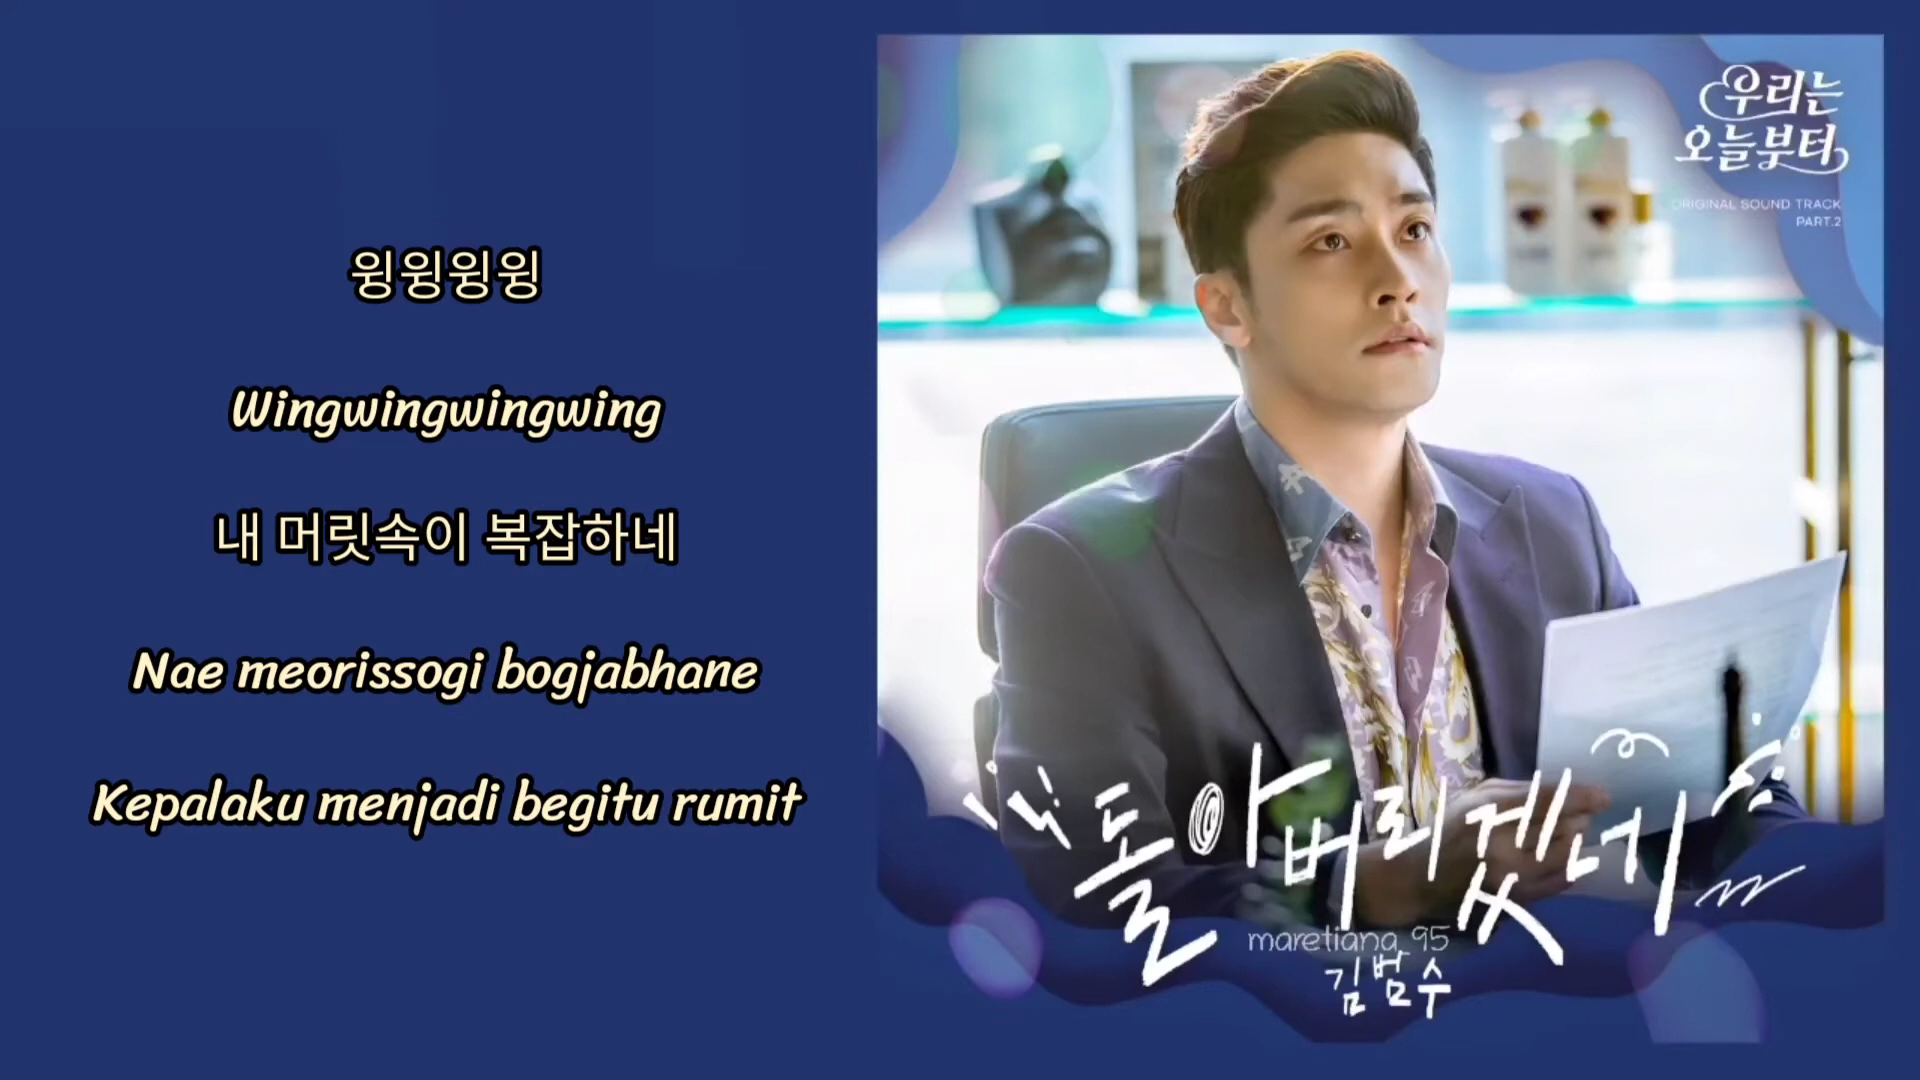 윙윙윙윙
Wingwingwingwing
내 머릿속이 복잡하네
Nae meorissogi bogjabhane
Kepalaku menjadi begitu rumit
우리는
오늘부터
ORIGINAL SOUND TRACK
PART.2
돌아버리겠네
maretiana_95
김범수